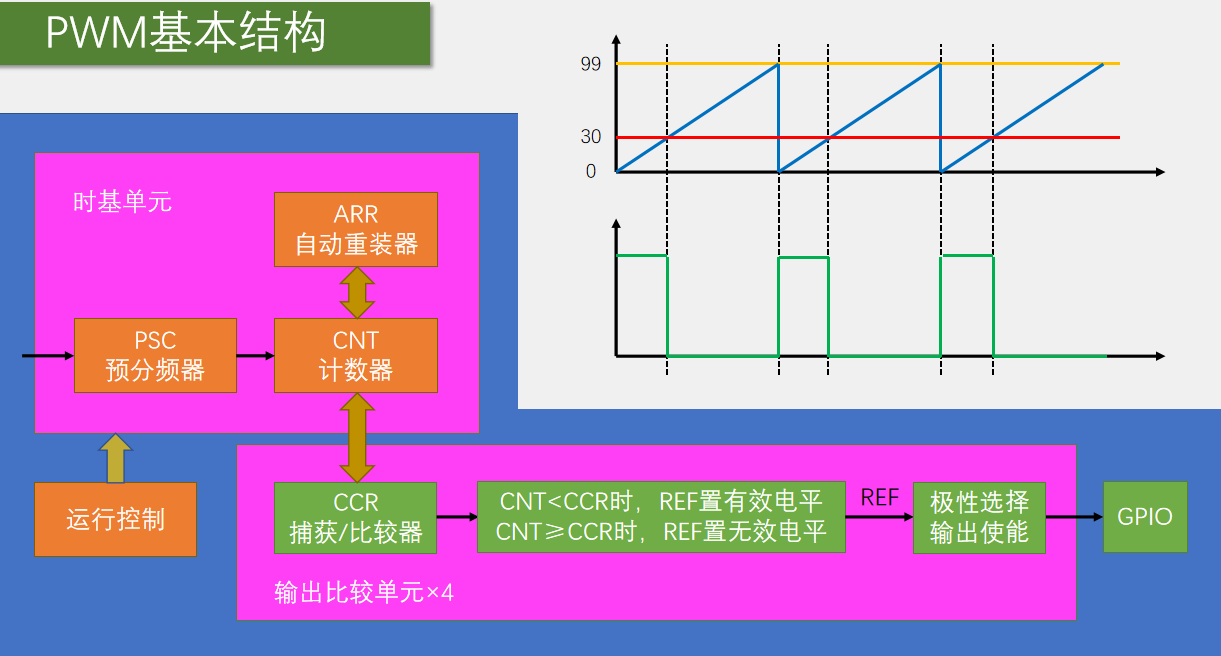 PWM基本结构
99
30
0
时基单元
ARR
自动重装器
PSC
预分频器
CNT
计数器
运行控制
CCR
捕获/比较器
CNT<CCR时，REF置有效电平
CNT≥CCR时，REF置无效电平
REF
极性选择
输出使能
GPIO
输出比较单元×4